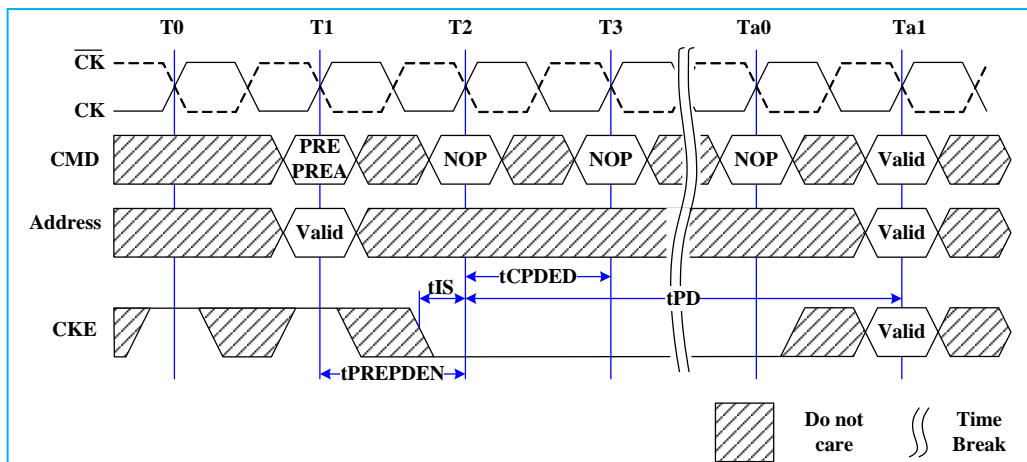 T0 T1 T2 T3 Ta0 Ta1
CK
CK
CMD PRE PREA NOP NOP NOP Valid
Address Valid Valid
tCPDED
tIS tPD
CKE Valid
tPREPDEN
Do not care
Time Break